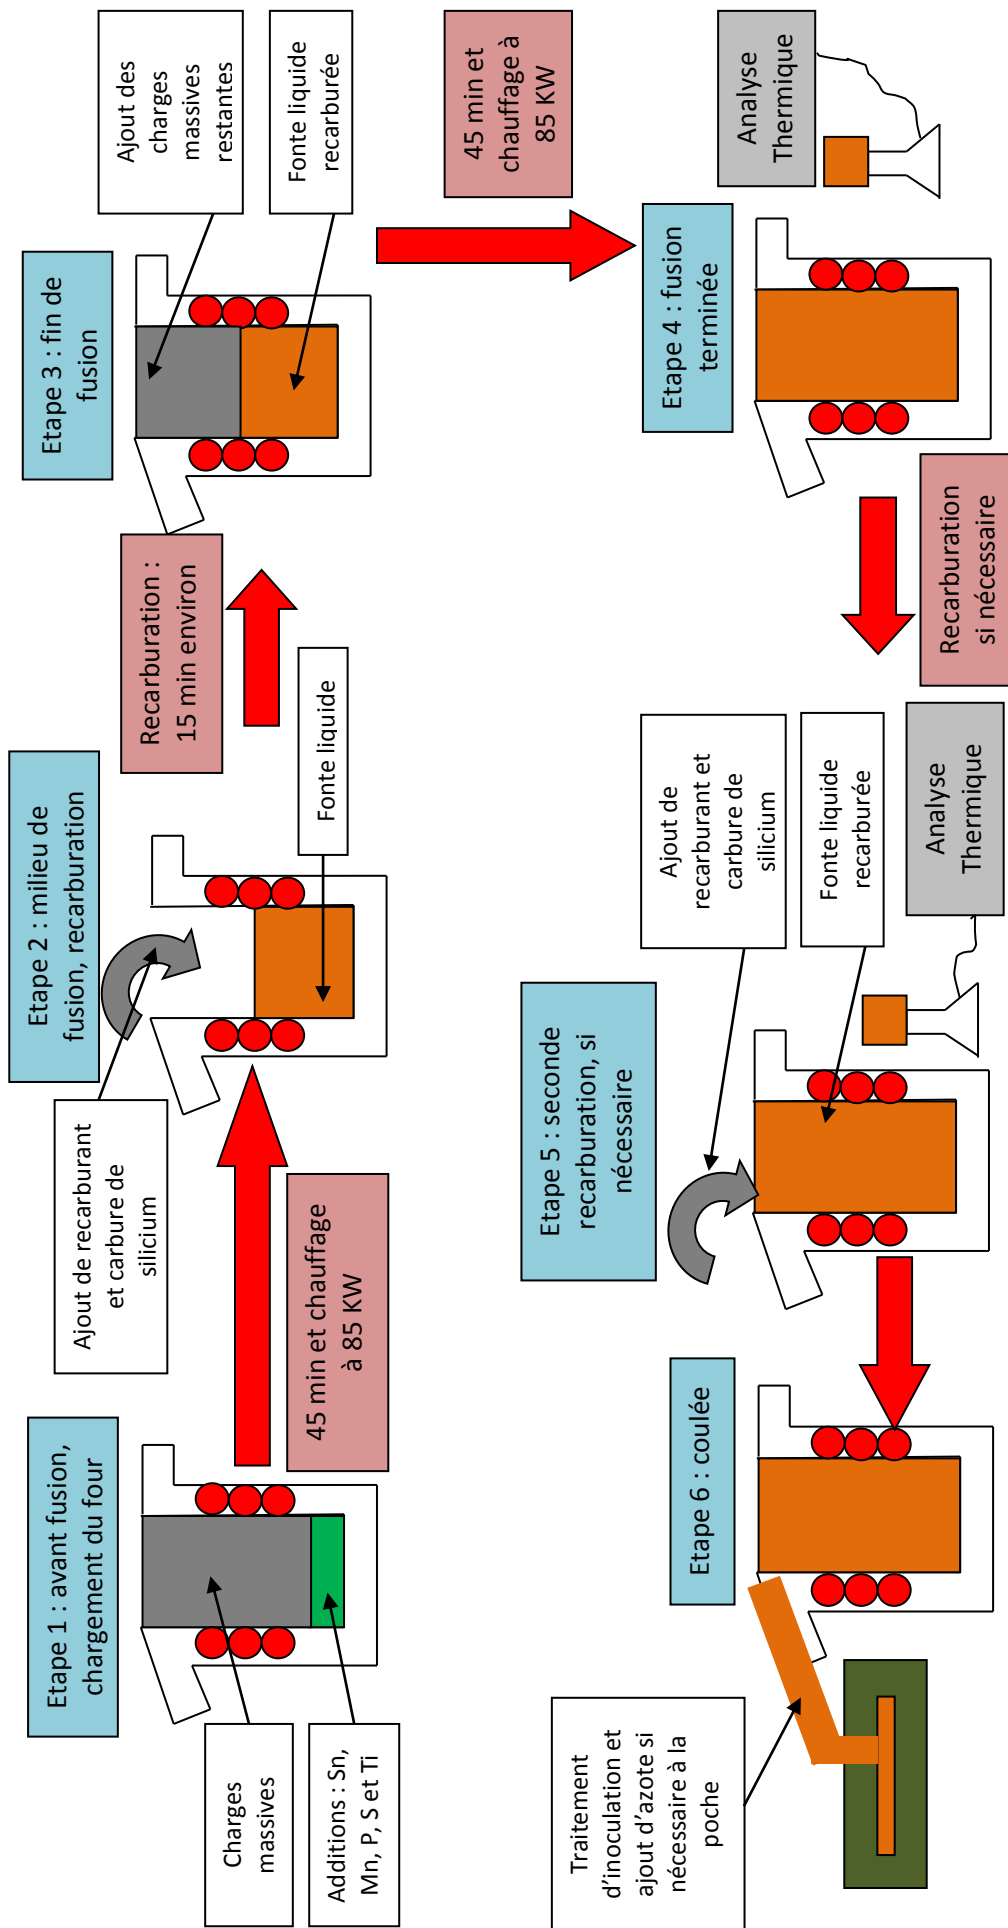 Etape 1 : avant fusion,
chargement du four
Charges
massives
Additions : Sn,
Mn, P, S et Ti
45 min et chauffage
à 85 KW
Etape 2 : milieu de
fusion, recarburation
Ajout de recarburant
et carbure de
silicium
Fonte liquide
Recarburation :
15 min environ
Etape 3 : fin de
fusion
Ajout des
charges
massives
restantes
Fonte liquide
recarburée
45 min et
chauffage à
85 KW
Etape 4 : fusion
terminée
Analyse
Thermique
Recarburation
si nécessaire
Etape 5 : seconde
recarburation, si
nécessaire
Ajout de
recarburant et
carbure de
silicium
Fonte liquide
recarburée
Analyse
Thermique
Etape 6 : coulée
Traitement
d’inoculation et
ajout d’azote si
nécessaire à la
poche